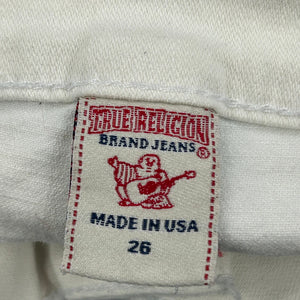 TRUE RELIGION
BRAND JEANS ®
MADE IN USA
26